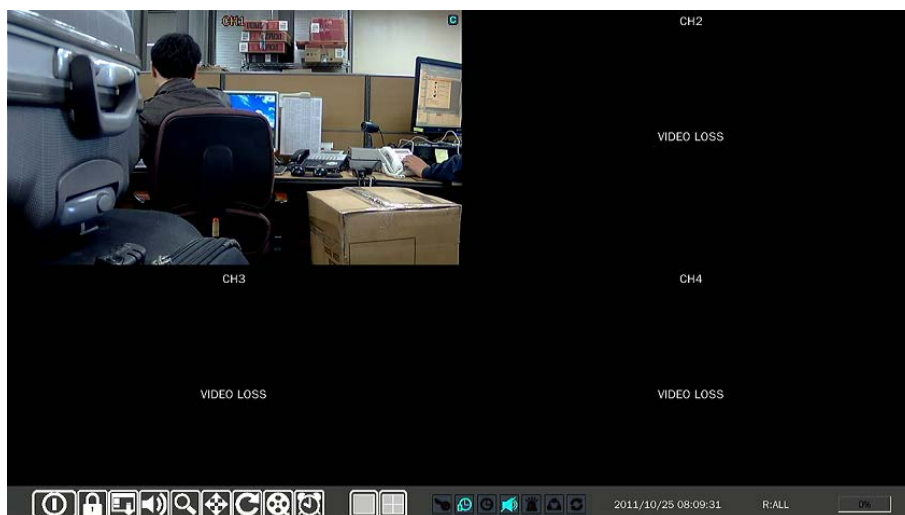 CH1
C
CH2
VIDEO LOSS
CH3
CH4
VIDEO LOSS
VIDEO LOSS
2011/10/25 08:09:31
R:ALL
0%